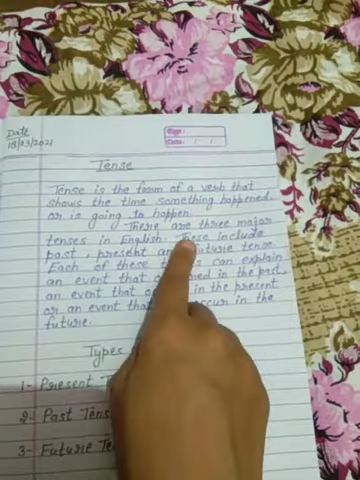 Date
18/03/2021
Page:
Date: / /
Tense
Tense is the form of a verb that
shows the time something happened
or is going to happen.
There are three major
tenses in English. These include
past, present and future tense.
Each of these can explain
an event that in the past,
an event that in the present
or an event that occur in the
future.
Types
1- Present
2- Past Tens
3- Future Te